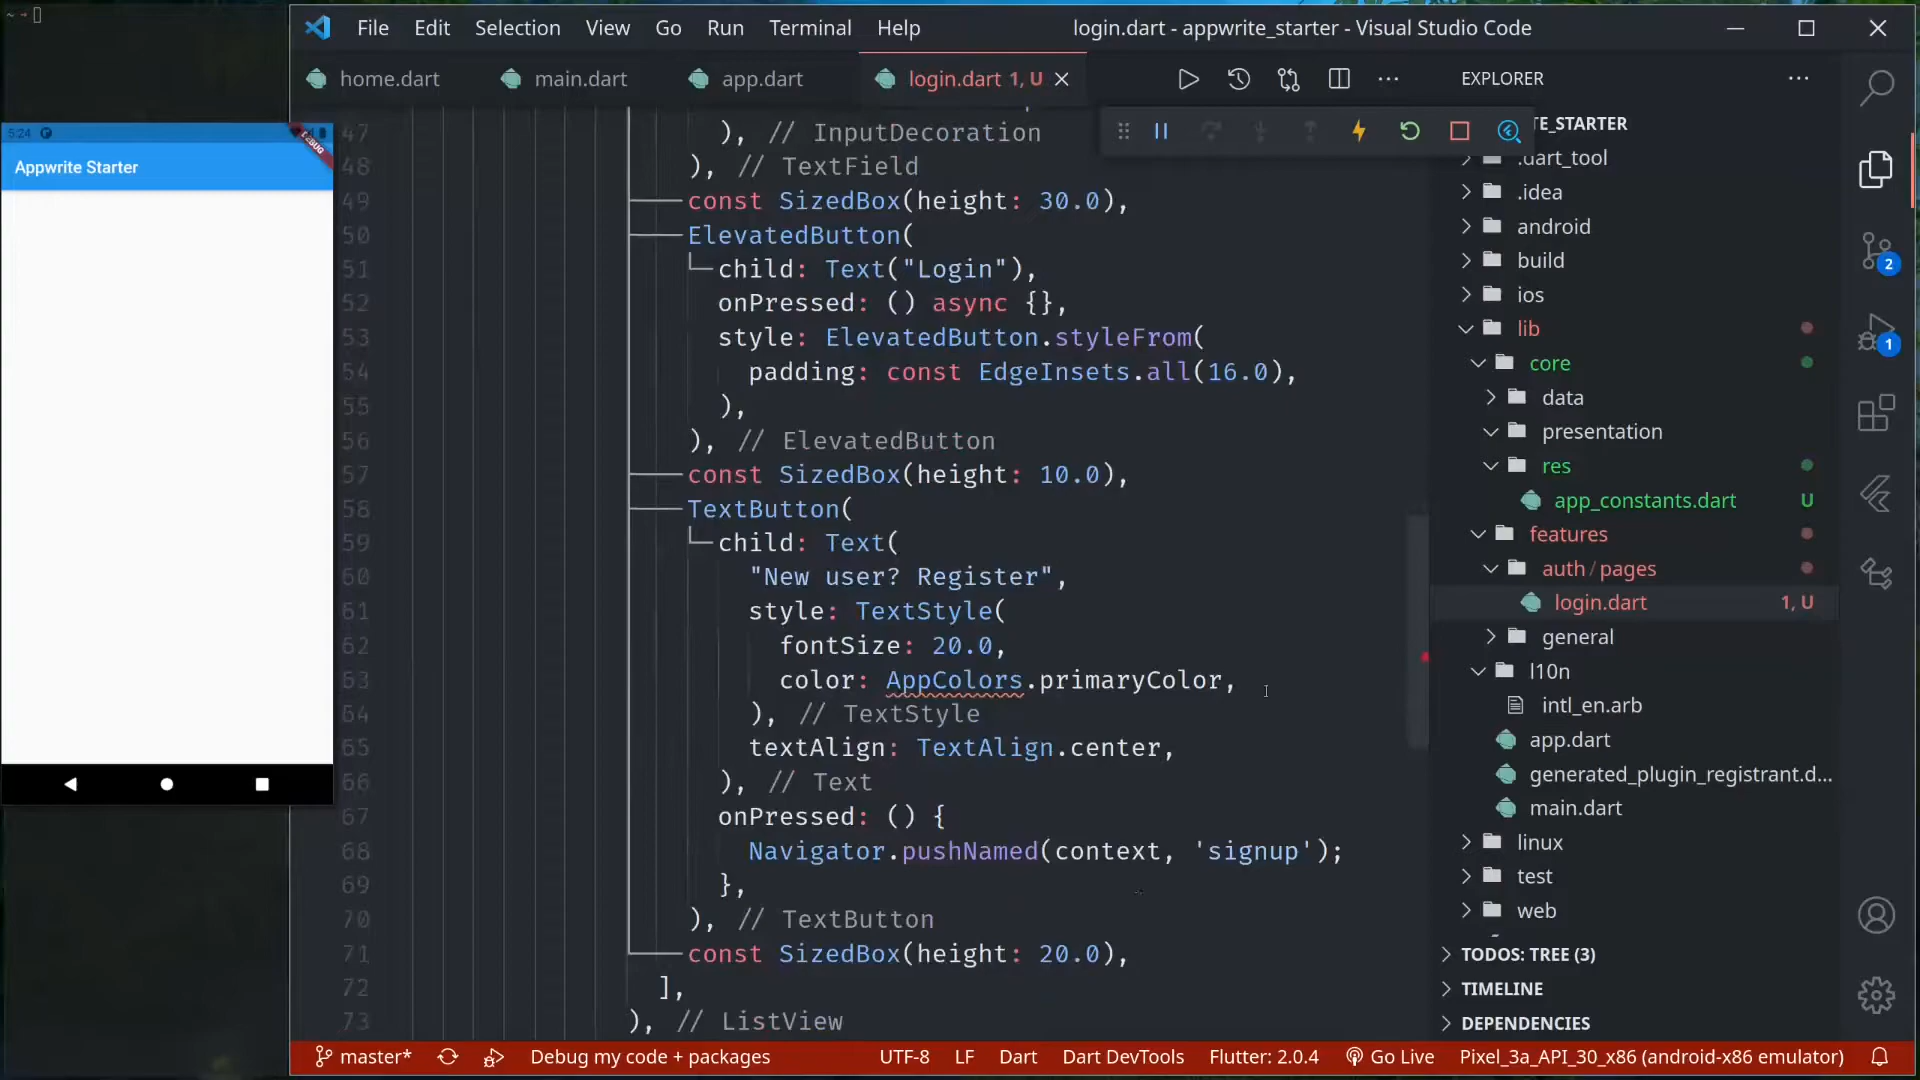 File Edit Selection View Go Run Terminal Help
login.dart - appwrite_starter - Visual Studio Code
home.dart
main.dart
app.dart
login.dart 1, U
EXPLORER
5:24
DEBUG
Appwrite Starter
47 ), // InputDecoration
48 ), // TextField
49 const SizedBox(height: 30.0),
50 ElevatedButton(
51 child: Text("Login"),
52 onPressed: () async {},
53 style: ElevatedButton.styleFrom(
54 padding: const EdgeInsets.all(16.0),
55 ),
56 ), // ElevatedButton
57 const SizedBox(height: 10.0),
58 TextButton(
59 child: Text(
60 "New user? Register",
61 style: TextStyle(
62 fontSize: 20.0,
63 color: AppColors.primaryColor,
64 ), // TextStyle
65 textAlign: TextAlign.center,
66 ), // Text
67 onPressed: () {
68 Navigator.pushNamed(context, 'signup');
69 },
70 ), // TextButton
71 const SizedBox(height: 20.0),
72 ],
73 ), // ListView
TE_STARTER
.dart_tool
.idea
android
build
ios
lib
core
data
presentation
res
app_constants.dart U
features
auth/pages
login.dart 1, U
general
l10n
intl_en.arb
app.dart
generated_plugin_registrant.d...
main.dart
linux
test
web
TODOS: TREE (3)
TIMELINE
DEPENDENCIES
2
1
master*
Debug my code + packages
UTF-8
LF
Dart
Dart DevTools
Flutter: 2.0.4
Go Live
Pixel_3a_API_30_x86 (android-x86 emulator)